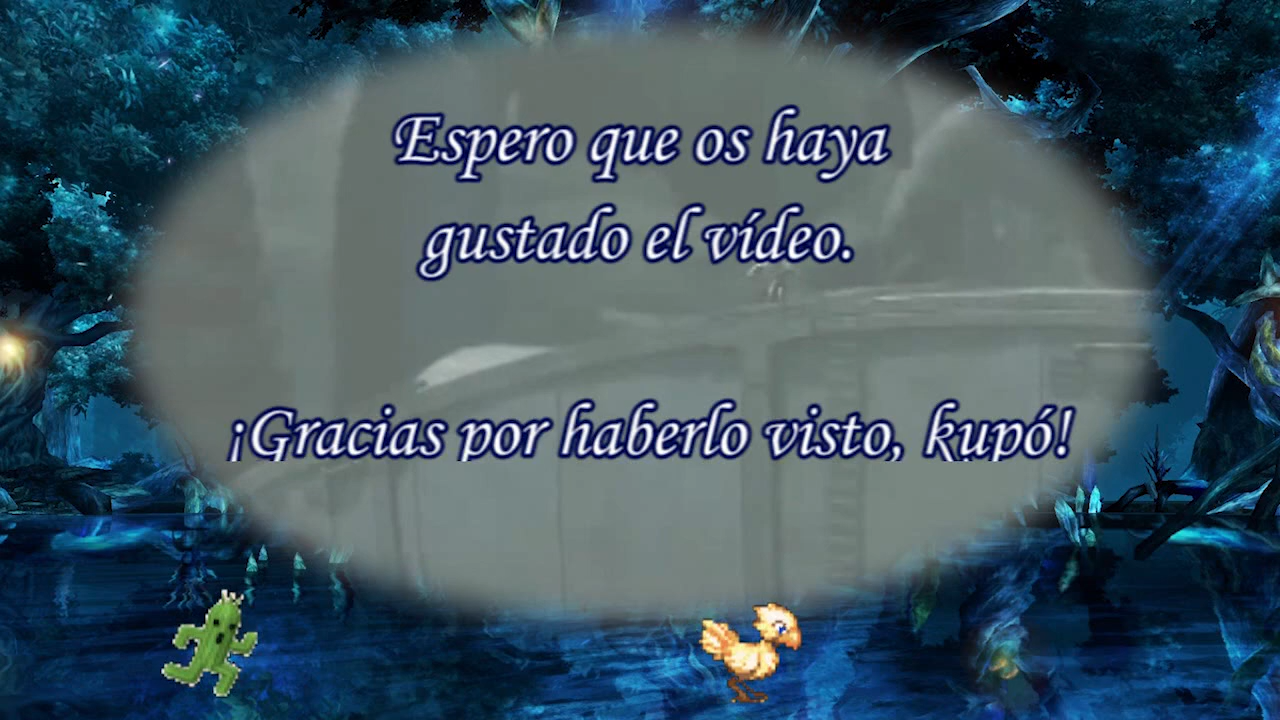 Espero que os haya
gustado el vídeo.
¡Gracias por haberlo visto, kupó!